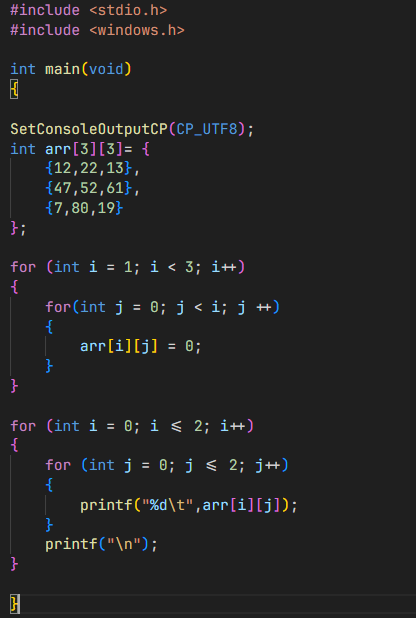 #include <stdio.h>
#include <windows.h>

int main(void)
{

SetConsoleOutputCP(CP_UTF8);
int arr[3][3]= {
    {12,22,13},
    {47,52,61},
    {7,80,19}
};

for (int i = 1; i < 3; i++)
{
    for(int j = 0; j < i; j ++)
    {
        arr[i][j] = 0;
    }
}

for (int i = 0; i <= 2; i++)
{
    for (int j = 0; j <= 2; j++)
    {
        printf("%d\t",arr[i][j]);
    }
    printf("\n");
}

}